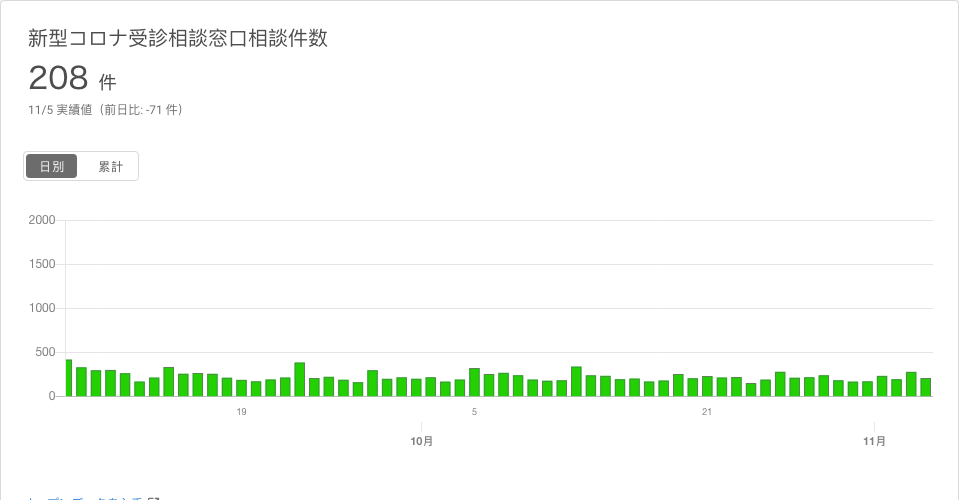 新型コロナ受診相談窓口相談件数
208 件
11/5 実績値（前日比: -71 件）
日別 累計
2000
1500
1000
500
0
19 5 21
10月 11月